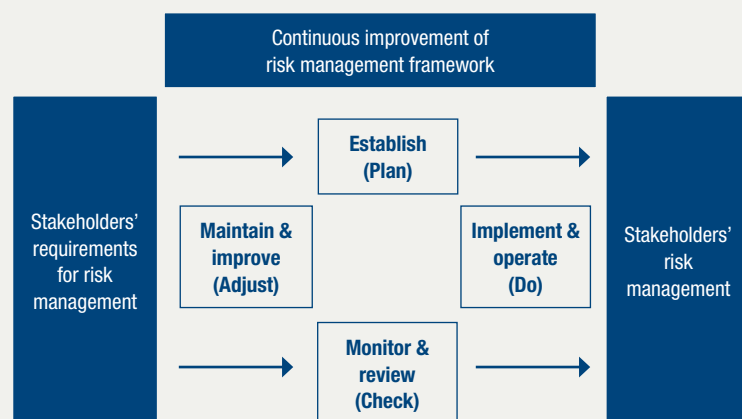 Continuous improvement of
risk management framework
Establish
(Plan)
Stakeholders’
requirements
for risk
management
Maintain &
improve
(Adjust)
Implement &
operate
(Do)
Stakeholders’
risk
management
Monitor &
review
(Check)